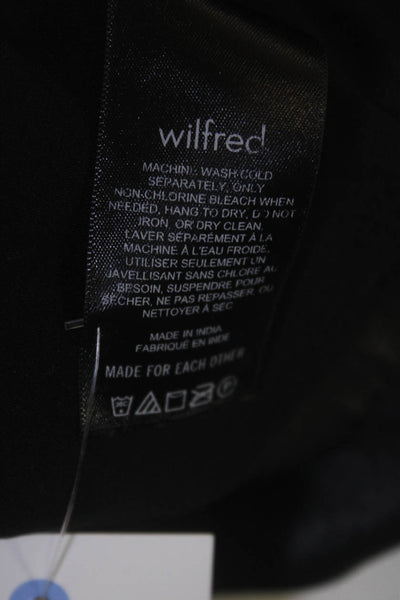 wilfred
MACHINE WASH COLD
SEPARATELY, ONLY
NON-CHLORINE BLEACH WHEN
NEEDED, HANG TO DRY, DO NOT
IRON, OR DRY CLEAN.
LAVER SÉPARÉMENT À LA
MACHINE À L'EAU FROIDE,
UTILISER SEULEMENT UN
JAVELLISANT SANS CHLORE AU
BESOIN, SUSPENDRE POUR
SÉCHER, NE PAS REPASSER, OU
NETTOYER À SEC
MADE IN INDIA
FABRIQUÉ EN INDE
MADE FOR EACH OTHER